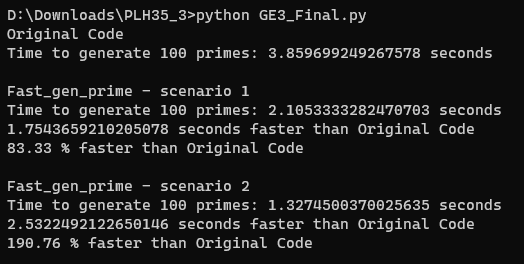 D:\Downloads\PLH35_3>python GE3_Final.py
Original Code
Time to generate 100 primes: 3.859699249267578 seconds
Fast_gen_prime - scenario 1
Time to generate 100 primes: 2.1053333282470703 seconds
1.7543659210205078 seconds faster than Original Code
83.33 % faster than Original Code
Fast_gen_prime - scenario 2
Time to generate 100 primes: 1.3274500370025635 seconds
2.5322492122650146 seconds faster than Original Code
190.76 % faster than Original Code